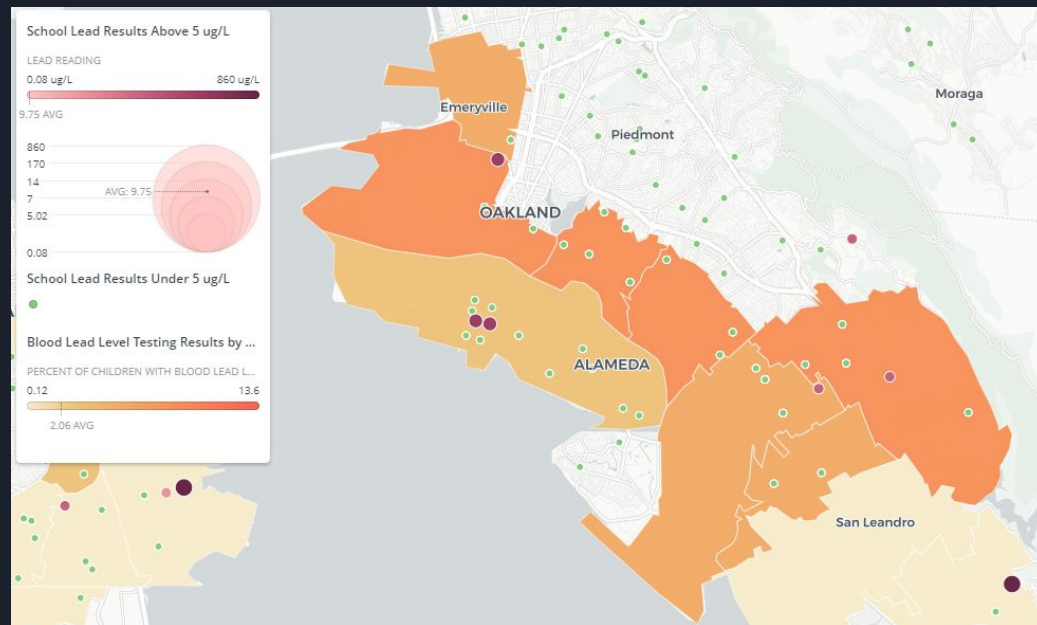 School Lead Results Above 5 ug/L
LEAD READING
0.08 ug/L 860 ug/L
9.75 AVG
860
170
14
7
5.02
0.08
AVG: 9.75
School Lead Results Under 5 ug/L
Blood Lead Level Testing Results by ...
PERCENT OF CHILDREN WITH BLOOD LEAD L...
0.12 13.6
2.06 AVG
Emeryville
Piedmont
Moraga
OAKLAND
ALAMEDA
San Leandro